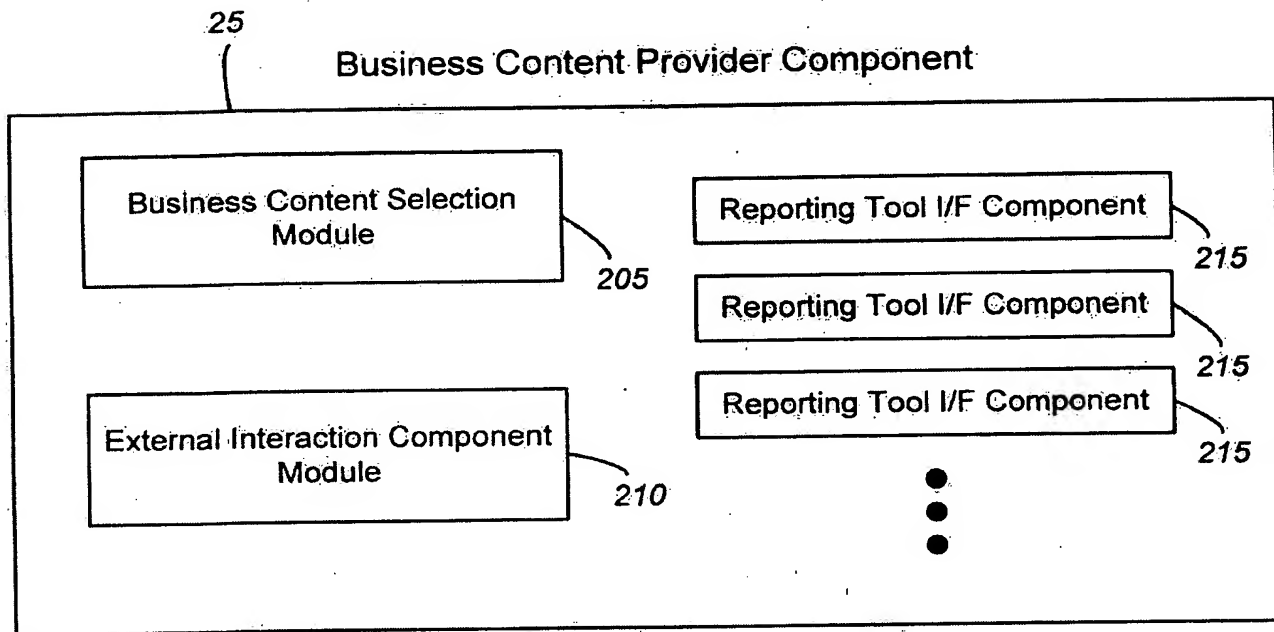 25
Business Content Provider Component
Business Content Selection
Module
205
External Interaction Component
Module
210
Reporting Tool I/F Component
215
Reporting Tool I/F Component
215
Reporting Tool I/F Component
215